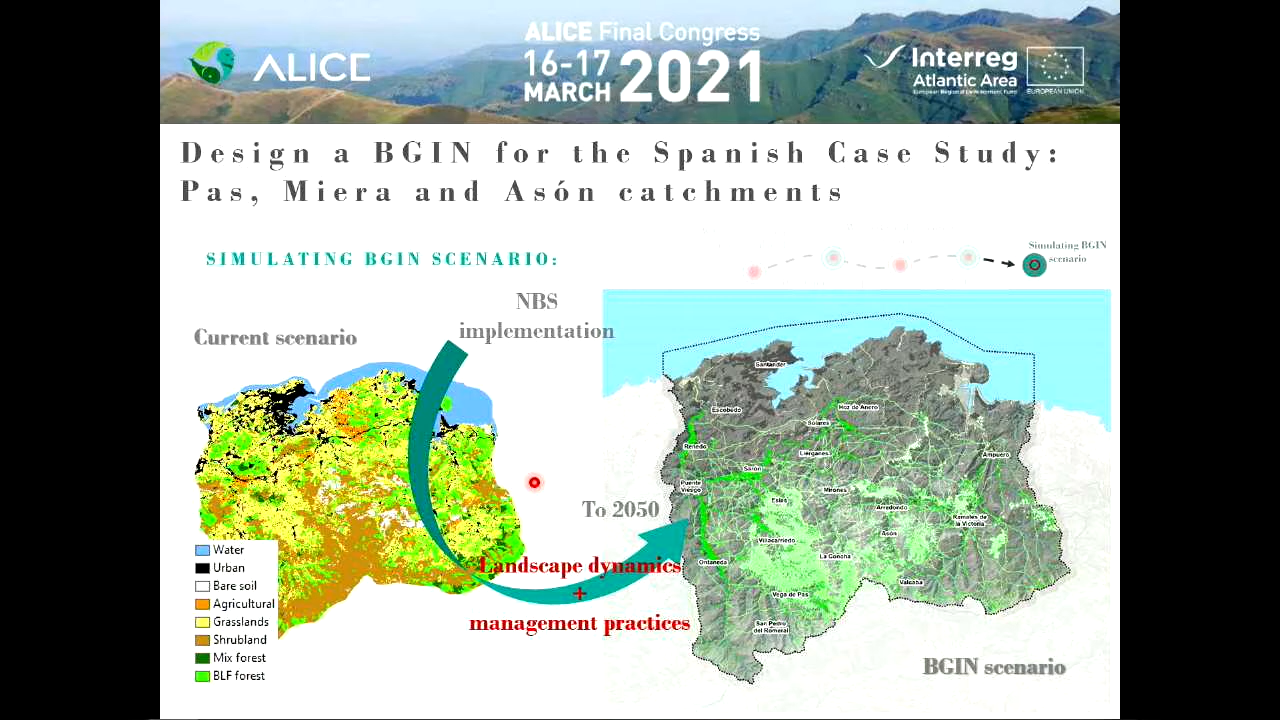 ALICE
ALICE Final Congress
16-17
MARCH 2021
Interreg
Atlantic Area
European Regional Development Fund
EUROPEAN UNION
Design a BGIN for the Spanish Case Study:
Pas, Miera and Asón catchments
SIMULATING BGIN SCENARIO:
Simulating BGIN
scenario
NBS
implementation
Current scenario
Santander
Escobedo
Hoz de Anero
Solares
Renedo
Liérganes
Ampuero
Sarón
Puente
Viesgo
Mirones
Eslas
Arredondo
Ramales de
la Victoria
To 2050
Asón
Villacarriedo
La Concha
Ontaneda
Valcaba
Vega de Pas
San Pedro
del Romeral
Water
Urban
Bare soil
Agricultural
Grasslands
Shrubland
Mix forest
BLF forest
Landscape dynamics
+
management practices
BGIN scenario